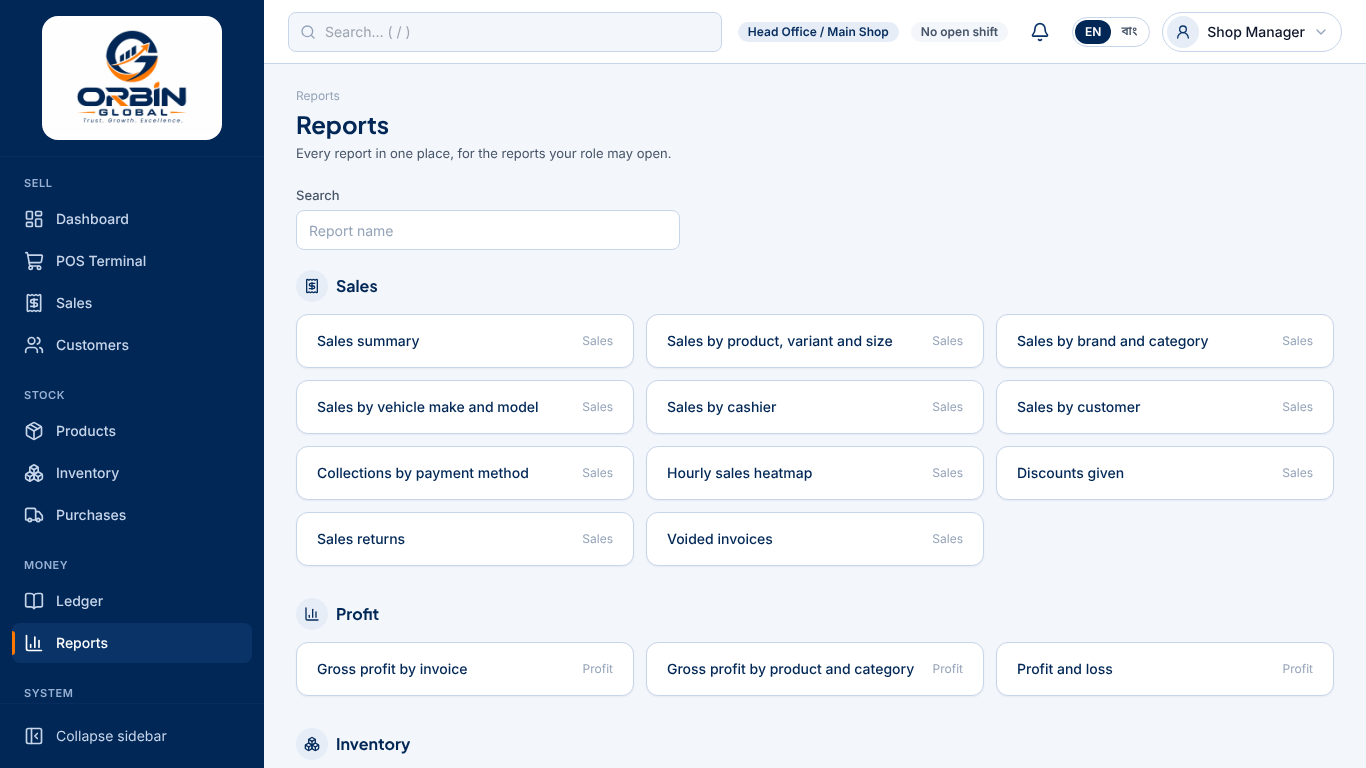 ORBIN
GLOBAL
Trust. Growth. Excellence.
SELL
Dashboard
POS Terminal
Sales
Customers
STOCK
Products
Inventory
Purchases
MONEY
Ledger
Reports
SYSTEM
Collapse sidebar
Search... ( / )
Head Office / Main Shop
No open shift
EN
বাং
Shop Manager
Reports
Reports
Every report in one place, for the reports your role may open.
Search
Report name
Sales
Sales summary Sales
Sales by product, variant and size Sales
Sales by brand and category Sales
Sales by vehicle make and model Sales
Sales by cashier Sales
Sales by customer Sales
Collections by payment method Sales
Hourly sales heatmap Sales
Discounts given Sales
Sales returns Sales
Voided invoices Sales
Profit
Gross profit by invoice Profit
Gross profit by product and category Profit
Profit and loss Profit
Inventory